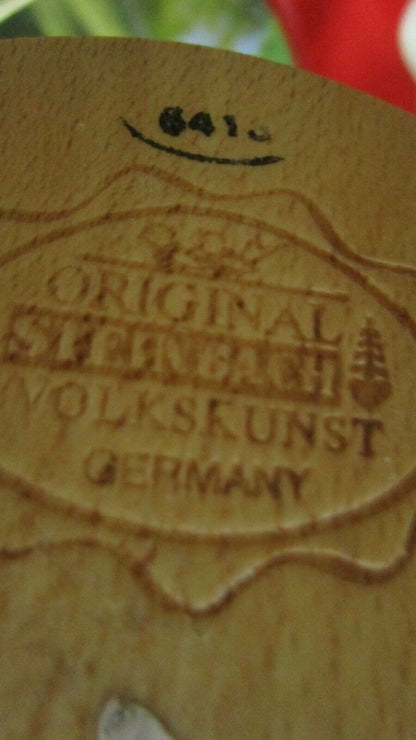 ORIGINAL
STEINBACH
VOLKSKUNST
GERMANY